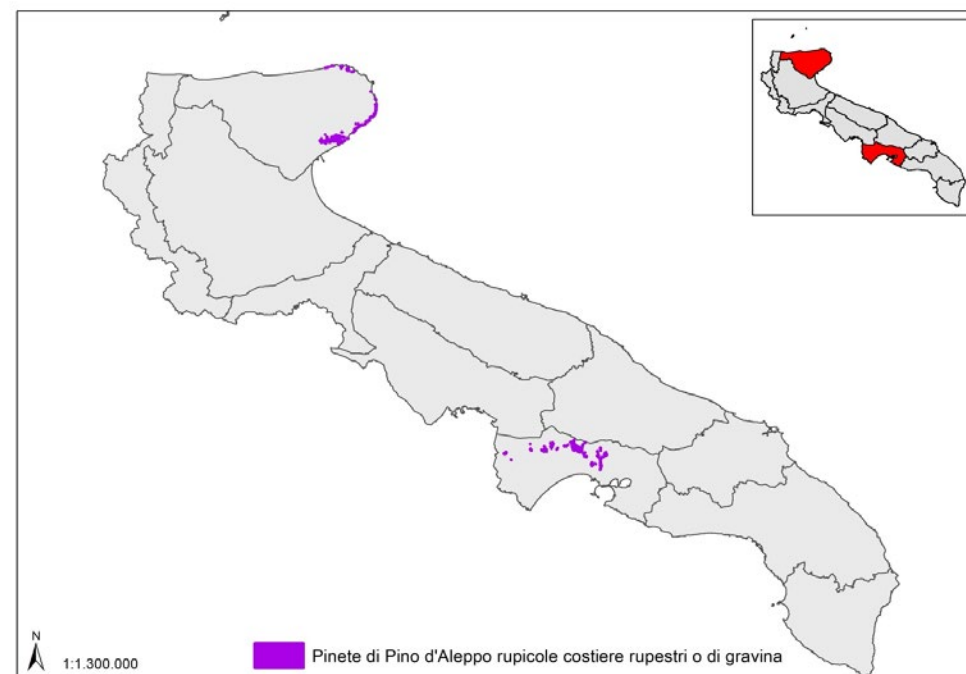 N
1:1.300.000
Pinete di Pino d'Aleppo rupicole costiere rupestri o di gravina